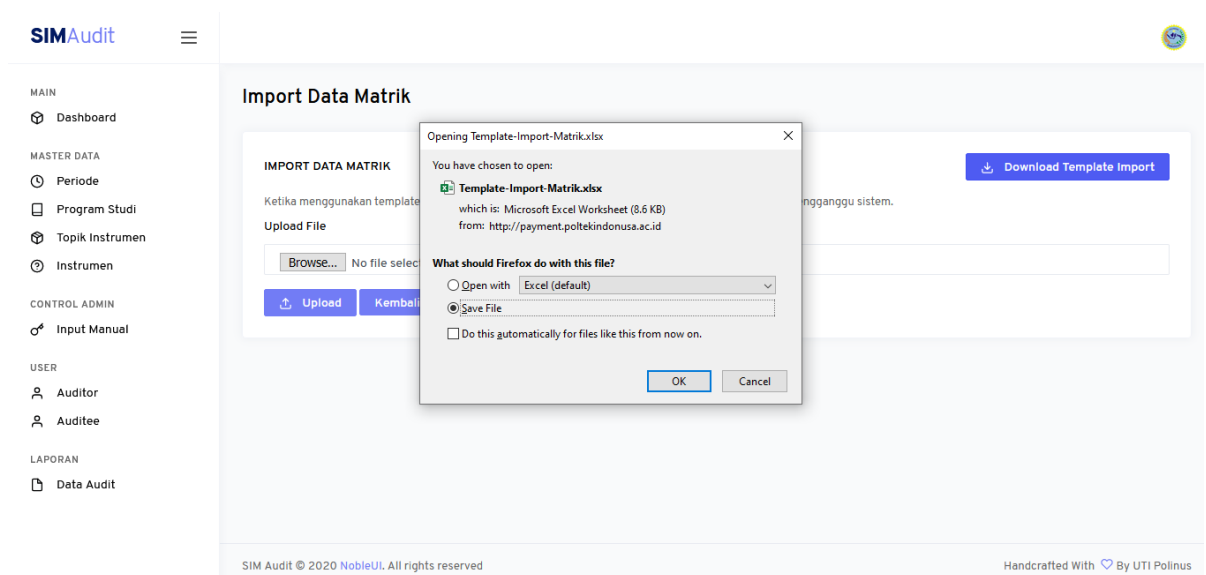 SIMAudit
MAIN
Dashboard
MASTER DATA
Periode
Program Studi
Topik Instrumen
Instrumen
CONTROL ADMIN
Input Manual
USER
Auditor
Auditee
LAPORAN
Data Audit
Import Data Matrik
IMPORT DATA MATRIK
Download Template Import
Ketika menggunakan template
sistem.
Upload File
Browse... No file selec
Upload
Kembali
Opening Template-Import-Matrik.xlsx
You have chosen to open:
Template-Import-Matrik.xlsx
which is: Microsoft Excel Worksheet (8.6 KB)
from: http://payment.poltekindonusa.ac.id
What should Firefox do with this file?
Open with Excel (default)
Save File
Do this automatically for files like this from now on.
OK
Cancel
SIM Audit © 2020 NobleUI. All rights reserved
Handcrafted With ♡ By UTI Polinus